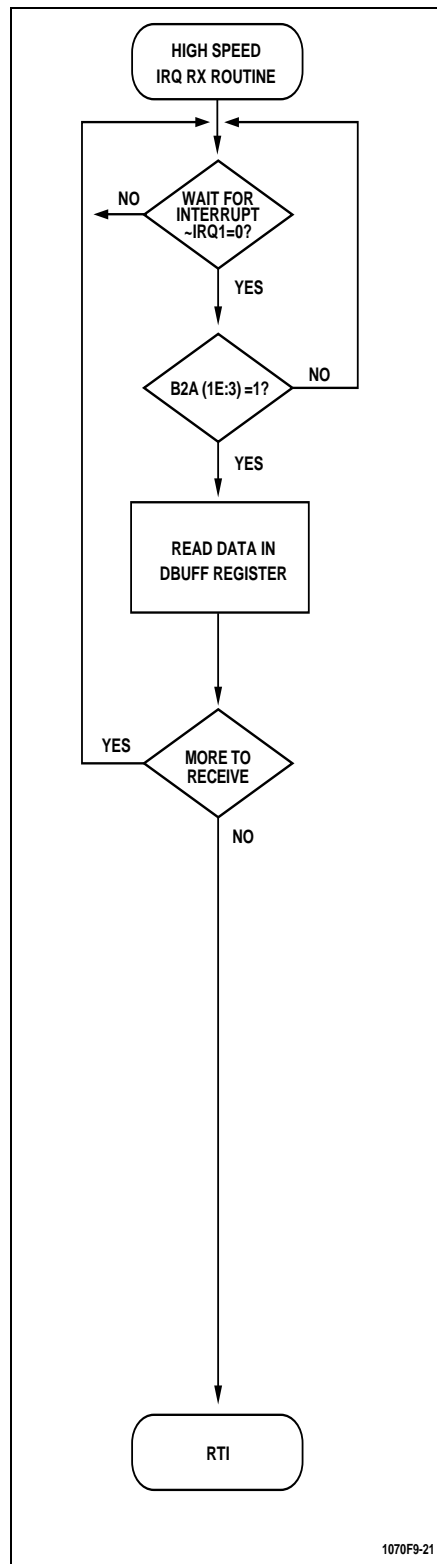 HIGH SPEED
IRQ RX ROUTINE
NO
WAIT FOR
INTERRUPT
~IRQ1=0?
YES
B2A (1E:3) =1?
NO
YES
READ DATA IN
DBUFF REGISTER
YES
MORE TO
RECEIVE
NO
RTI
1070F9-21